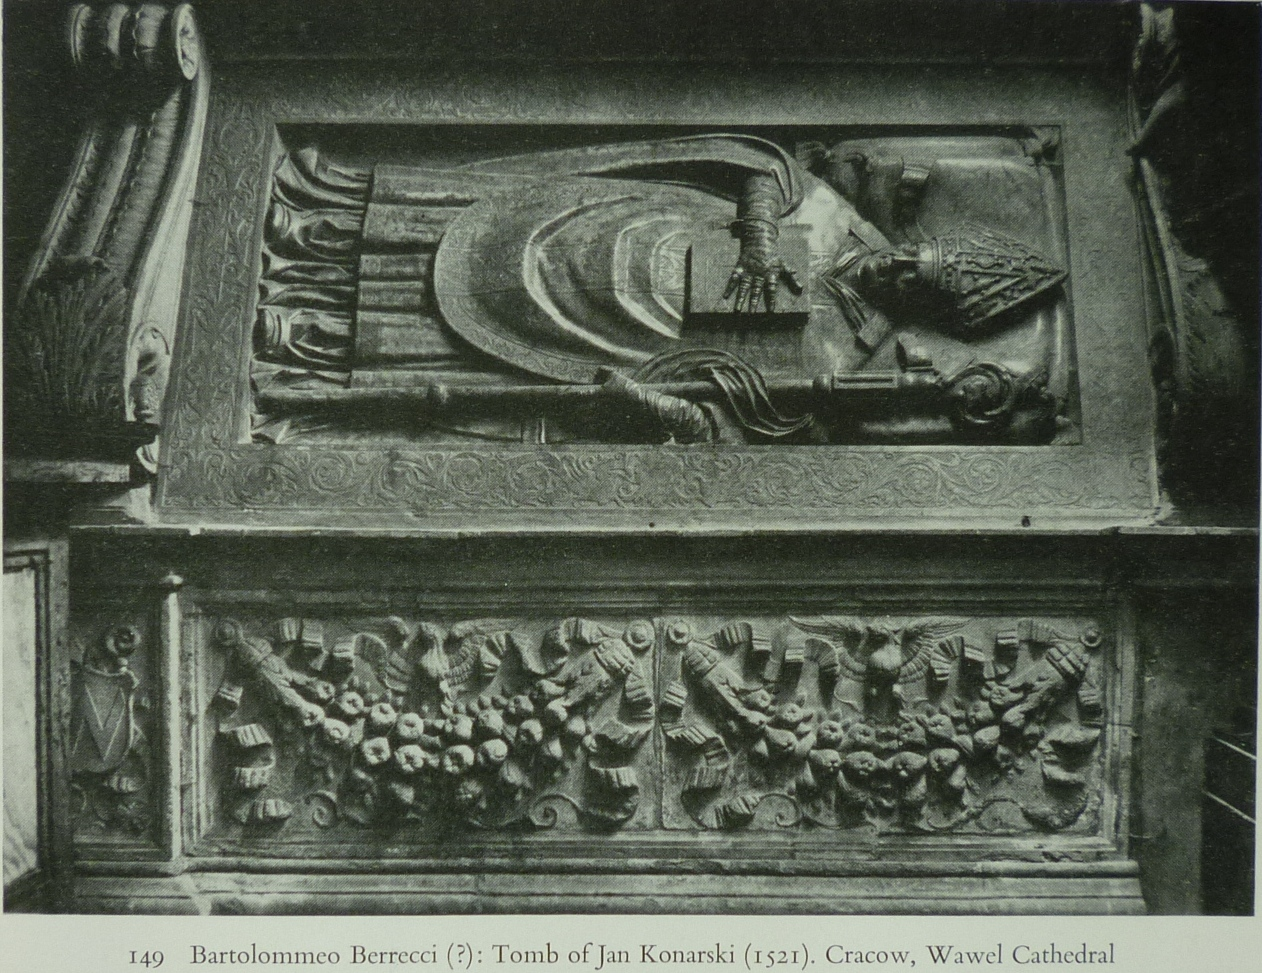 149 Bartolommeo Berrecci (?): Tomb of Jan Konarski (1521). Cracow, Wawel Cathedral